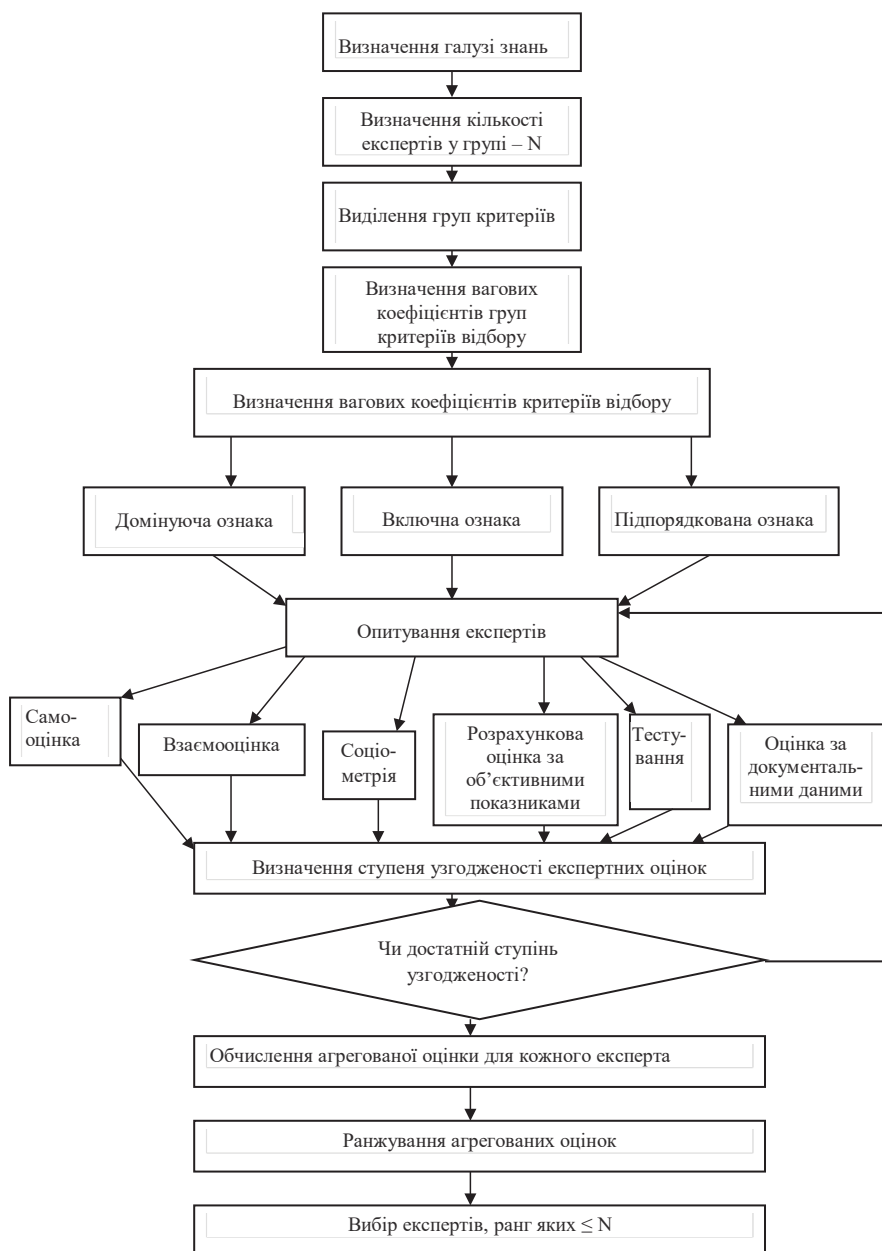 Визначення галузі знань
Визначення кількості
експертів у групі – N
Виділення груп критеріїв
Визначення вагових
коефіцієнтів груп
критеріїв відбору
Визначення вагових коефіцієнтів критеріїв відбору
Домінуюча ознака
Включна ознака
Підпорядкована ознака
Опитування експертів
Само-
оцінка
Взаємооцінка
Соціо-
метрія
Розрахункова
оцінка за
об’єктивними
показниками
Тесту-
вання
Оцінка за
документаль-
ними даними
Визначення ступеня узгодженості експертних оцінок
Чи достатній ступінь
узгодженості?
Обчислення агрегованої оцінки для кожного експерта
Ранжування агрегованих оцінок
Вибір експертів, ранг яких ≤ N